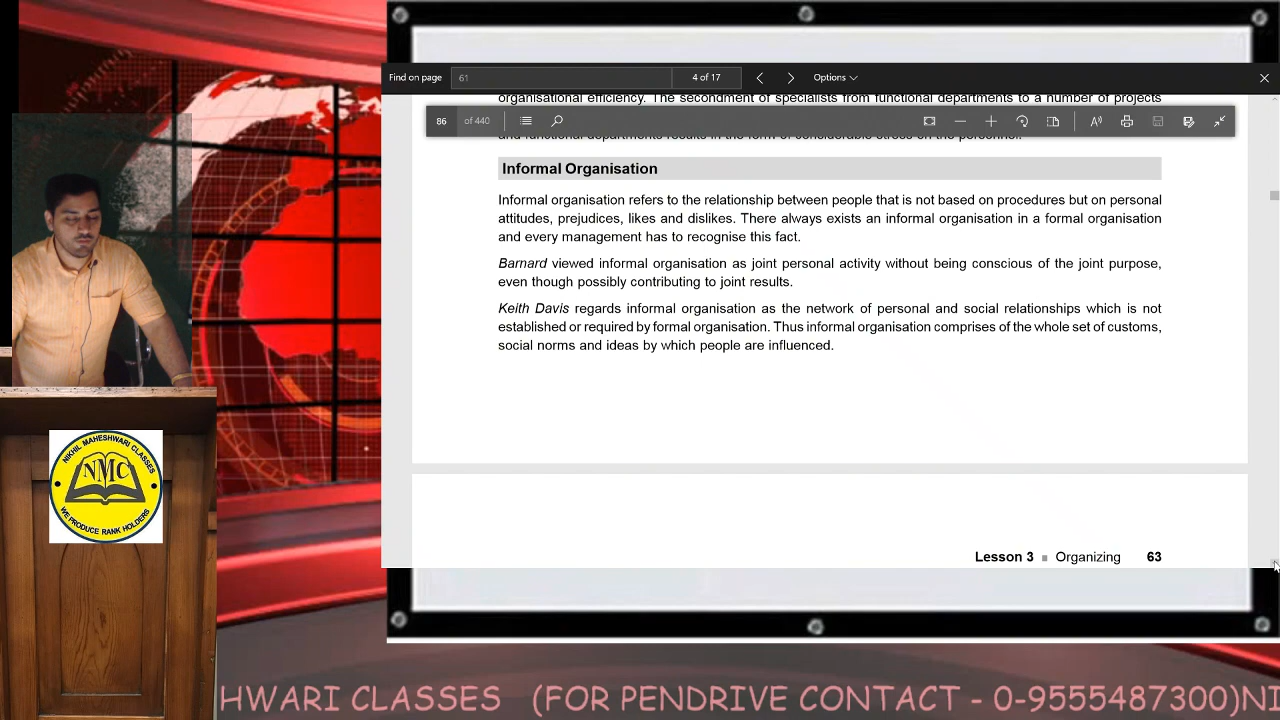 Find on page 61 4 of 17 Options
organisational efficiency. The secondment of specialists from functional departments to a number of projects
86 of 440
Informal Organisation
Informal organisation refers to the relationship between people that is not based on procedures but on personal
attitudes, prejudices, likes and dislikes. There always exists an informal organisation in a formal organisation
and every management has to recognise this fact.
Barnard viewed informal organisation as joint personal activity without being conscious of the joint purpose,
even though possibly contributing to joint results.
Keith Davis regards informal organisation as the network of personal and social relationships which is not
established or required by formal organisation. Thus informal organisation comprises of the whole set of customs,
social norms and ideas by which people are influenced.
Lesson 3 ■ Organizing 63
NIKHIL MAHESHWARI CLASSES
NMC
WE PRODUCE RANK HOLDERS
HWARI CLASSES (FOR PENDRIVE CONTACT - 0-9555487300)NI